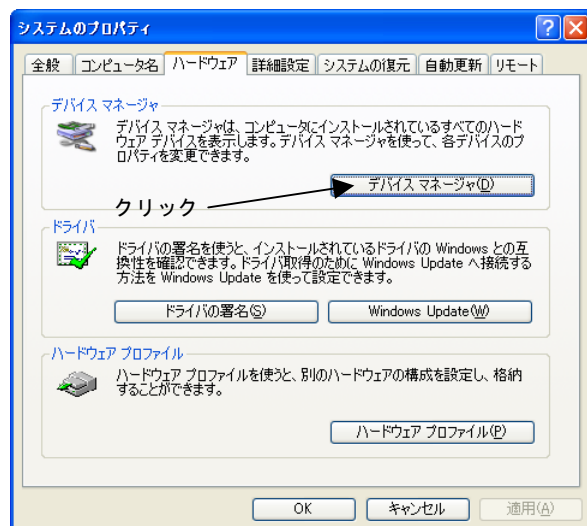 システムのプロパティ
全般 コンピュータ名 ハードウェア 詳細設定 システムの復元 自動更新 リモート
デバイス マネージャ
デバイス マネージャは、コンピュータにインストールされているすべてのハード
ウェア デバイスを表示します。デバイス マネージャを使って、各デバイスのプ
ロパティを変更できます。
デバイス マネージャ(D)
クリック
ドライバ
ドライバの署名を使うと、インストールされているドライバの Windows との互
換性を確認できます。ドライバ取得のために Windows Update へ接続する
方法を Windows Update を使って設定できます。
ドライバの署名(S) Windows Update(W)
ハードウェア プロファイル
ハードウェア プロファイルを使うと、別のハードウェアの構成を設定し、格納
することができます。
ハードウェア プロファイル(P)
OK キャンセル 適用(A)